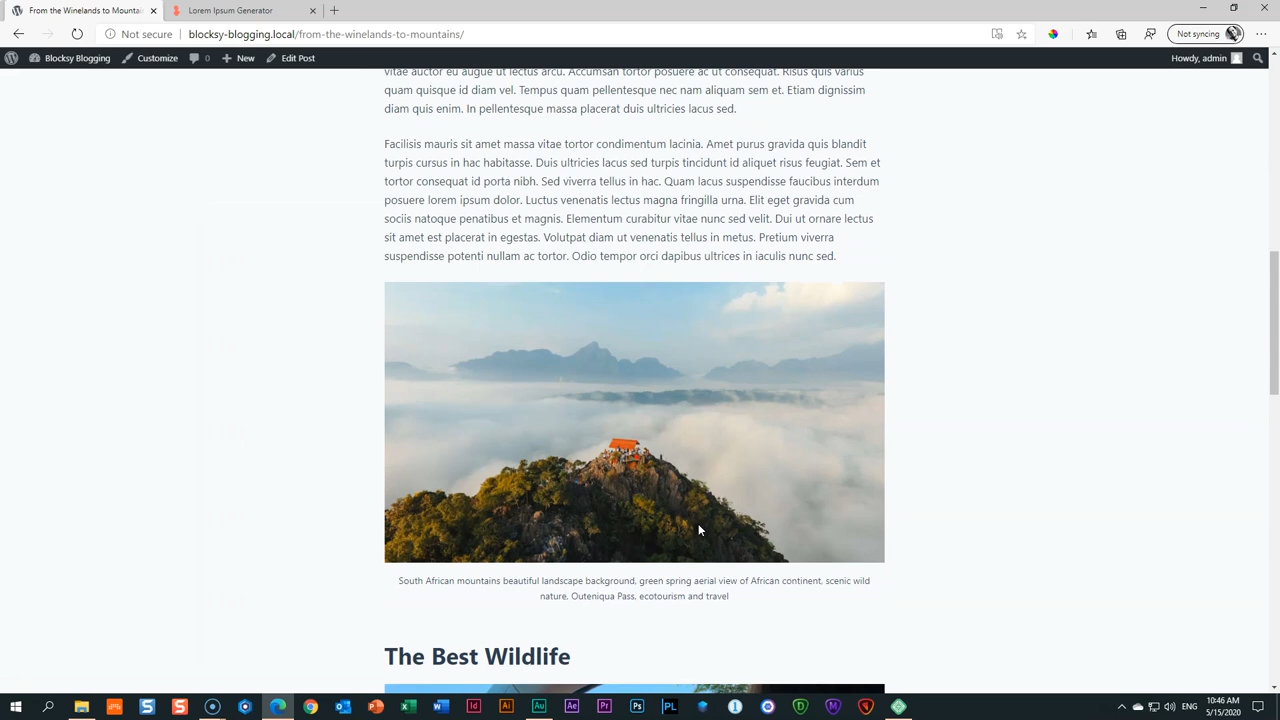 From the Winelands to Mountai
Lorem Ipsum Generator
Not secure
blocksy-blogging.local/from-the-winelands-to-mountains/
Not syncing
Blocksy Blogging
Customize
0
New
Edit Post
Howdy, admin
vitae auctor eu augue ut lectus arcu. Accumsan tortor posuere ac ut consequat. Risus quis varius
quam quisque id diam vel. Tempus quam pellentesque nec nam aliquam sem et. Etiam dignissim
diam quis enim. In pellentesque massa placerat duis ultricies lacus sed.
Facilisis mauris sit amet massa vitae tortor condimentum lacinia. Amet purus gravida quis blandit
turpis cursus in hac habitasse. Duis ultricies lacus sed turpis tincidunt id aliquet risus feugiat. Sem et
tortor consequat id porta nibh. Sed viverra tellus in hac. Quam lacus suspendisse faucibus interdum
posuere lorem ipsum dolor. Luctus venenatis lectus magna fringilla urna. Elit eget gravida cum
sociis natoque penatibus et magnis. Elementum curabitur vitae nunc sed velit. Dui ut ornare lectus
sit amet est placerat in egestas. Volutpat diam ut venenatis tellus in metus. Pretium viverra
suspendisse potenti nullam ac tortor. Odio tempor orci dapibus ultrices in iaculis nunc sed.
South African mountains beautiful landscape background, green spring aerial view of African continent, scenic wild
nature, Outeniqua Pass, ecotourism and travel
The Best Wildlife
Id
Ai
Au
Ae
Pr
Ps
PL
ENG
10:46 AM
5/15/2020